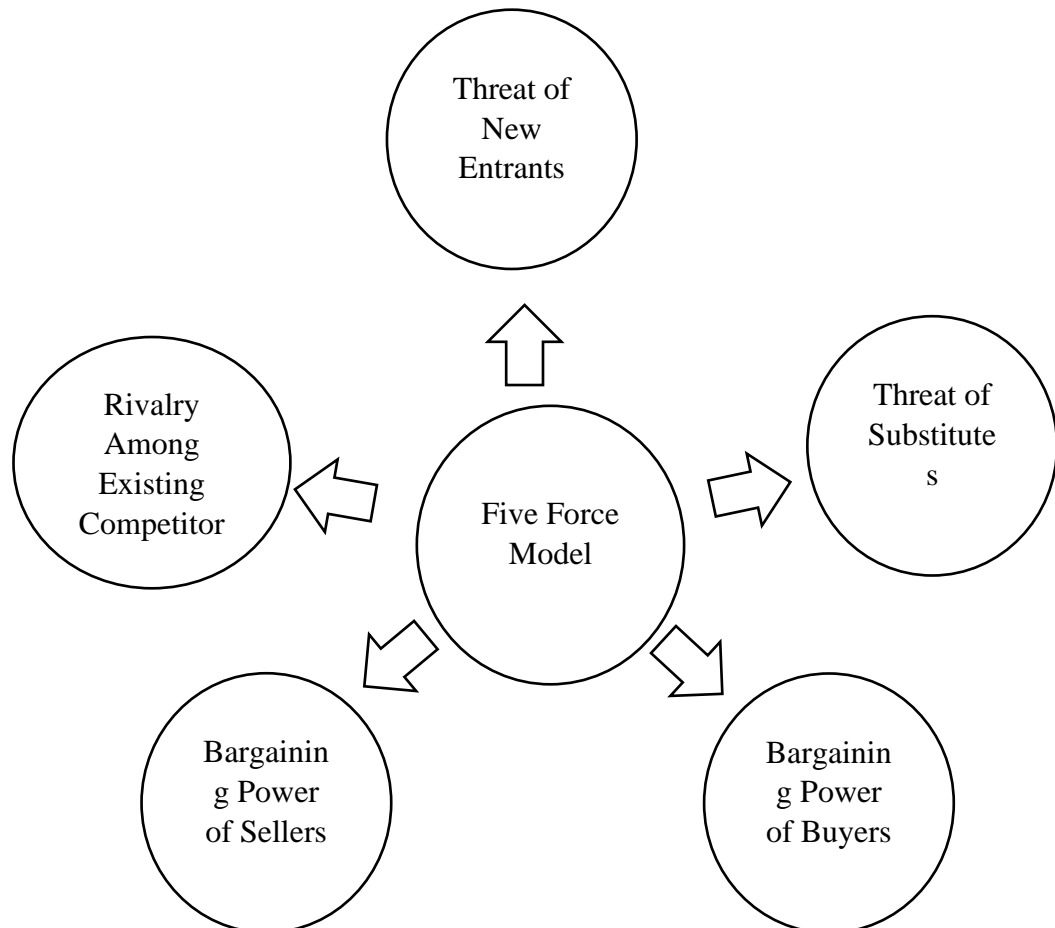 Threat of
New
Entrants
Rivalry
Among
Existing
Competitor
Threat of
Substitute
s
Five Force
Model
Bargainin
g Power
of Sellers
Bargainin
g Power
of Buyers